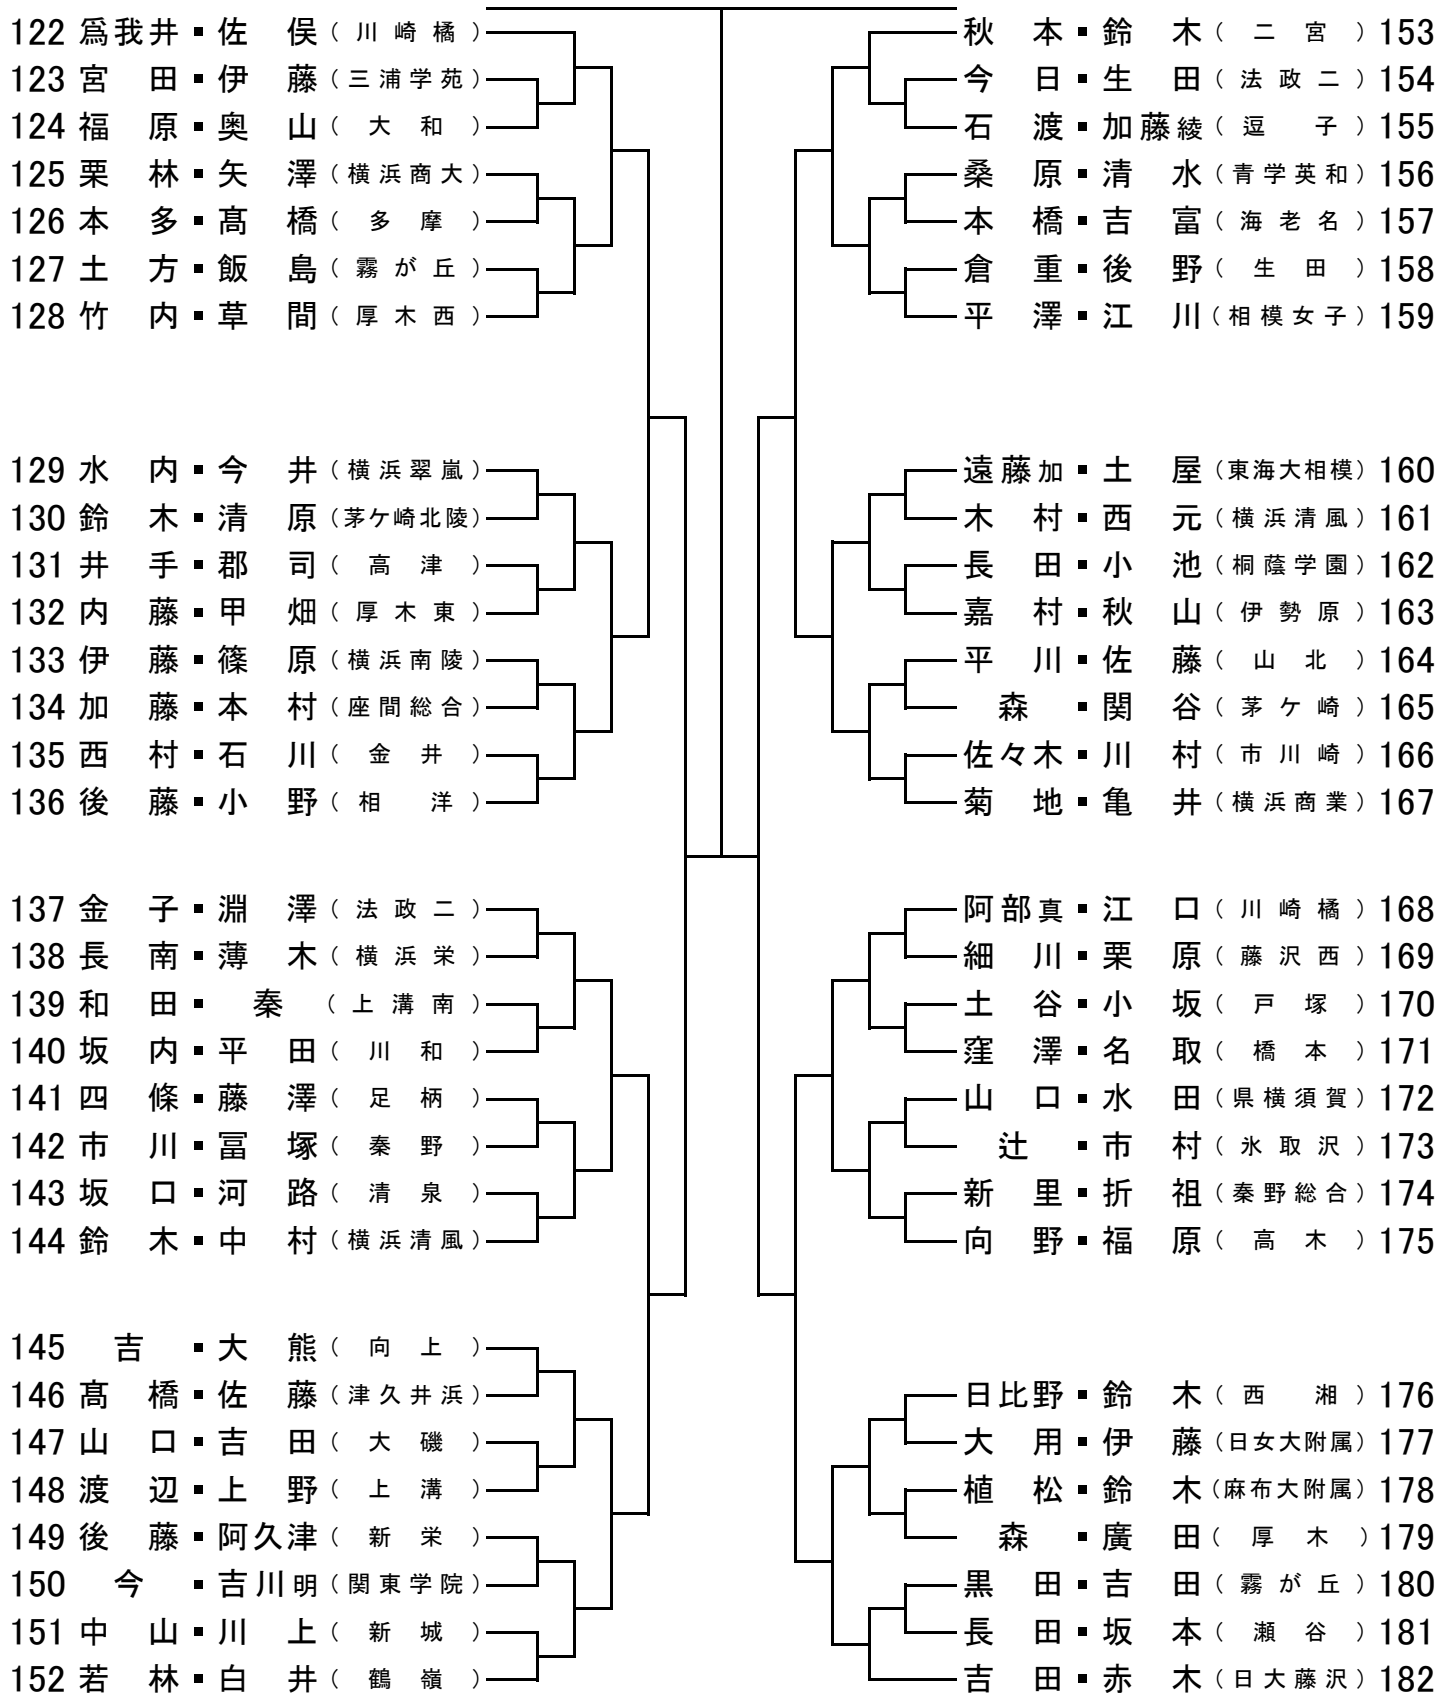 122 爲我井・佐俣（川崎橘）
123 宮田・伊藤（三浦学苑）
124 福原・奥山（大和）
125 栗林・矢澤（横浜商大）
126 本多・髙橋（多摩）
127 土方・飯島（霧が丘）
128 竹内・草間（厚木西）
129 水内・今井（横浜翠嵐）
130 鈴木・清原（茅ケ崎北陵）
131 井手・郡司（高津）
132 内藤・甲畑（厚木東）
133 伊藤・篠原（横浜南陵）
134 加藤・本村（座間総合）
135 西村・石川（金井）
136 後藤・小野（相洋）
137 金子・淵澤（法政二）
138 長南・薄木（横浜栄）
139 和田・秦（上溝南）
140 坂内・平田（川和）
141 四條・藤澤（足柄）
142 市川・冨塚（秦野）
143 坂口・河路（清泉）
144 鈴木・中村（横浜清風）
145 吉・大熊（向上）
146 髙橋・佐藤（津久井浜）
147 山口・吉田（大磯）
148 渡辺・上野（上溝）
149 後藤・阿久津（新栄）
150 今・吉川明（関東学院）
151 中山・川上（新城）
152 若林・白井（鶴嶺）
秋本・鈴木（二宮）153
今日・生田（法政二）154
石渡・加藤綾（逗子）155
桑原・清水（青学英和）156
本橋・吉富（海老名）157
倉重・後野（生田）158
平澤・江川（相模女子）159
遠藤加・土屋（東海大相模）160
木村・西元（横浜清風）161
長田・小池（桐蔭学園）162
嘉村・秋山（伊勢原）163
平川・佐藤（山北）164
森・関谷（茅ケ崎）165
佐々木・川村（市川崎）166
菊地・亀井（横浜商業）167
阿部真・江口（川崎橘）168
細川・栗原（藤沢西）169
土谷・小坂（戸塚）170
窪澤・名取（橋本）171
山口・水田（県横須賀）172
辻・市村（氷取沢）173
新里・折祖（秦野総合）174
向野・福原（高木）175
日比野・鈴木（西湘）176
大用・伊藤（日女大附属）177
植松・鈴木（麻布大附属）178
森・廣田（厚木）179
黒田・吉田（霧が丘）180
長田・坂本（瀬谷）181
吉田・赤木（日大藤沢）182